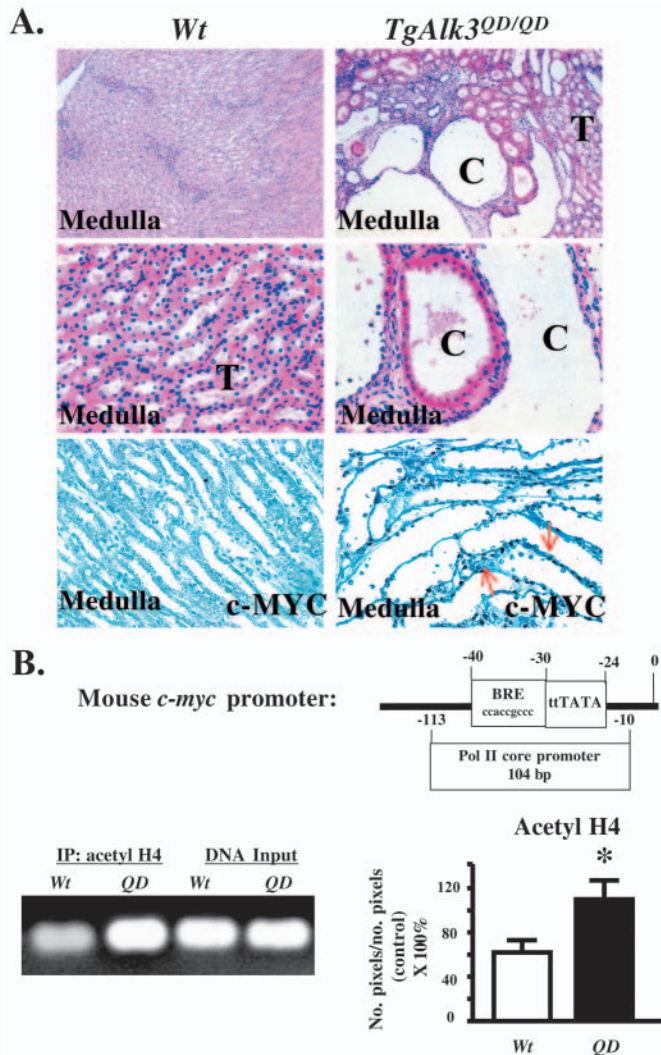 A.
Wt TgAlk3QD/QD
Medulla
C
T
Medulla
T
Medulla
C
C
Medulla
Medulla c-MYC
Medulla c-MYC
B.
Mouse c-myc promoter:
-40 -30 -24 0
BRE
ccaccgccc
ttTATA
-113 -10
Pol II core promoter
104 bp
IP: acetyl H4 DNA Input
Wt QD Wt QD
Acetyl H4
*
No. pixels/no. pixels
(control)
X 100%
120
80
40
0
Wt QD